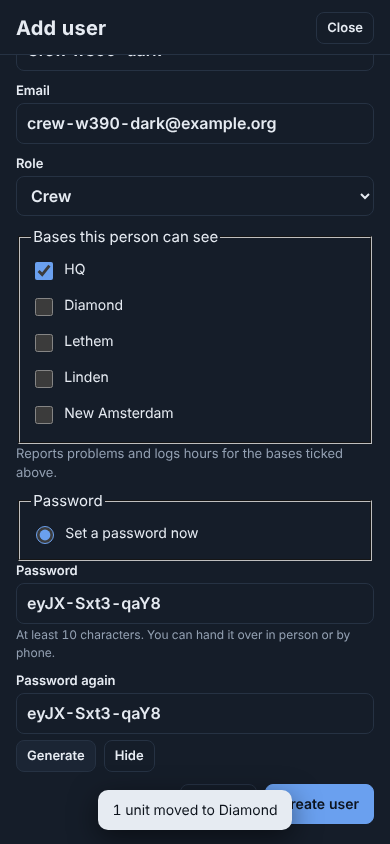 Add user
Close
Email
crew-w390-dark@example.org
Role
Crew
Bases this person can see
HQ
Diamond
Lethem
Linden
New Amsterdam
Reports problems and logs hours for the bases ticked
above.
Password
Set a password now
Password
eyJX-Sxt3-qaY8
At least 10 characters. You can hand it over in person or by
phone.
Password again
eyJX-Sxt3-qaY8
Generate
Hide
user
1 unit moved to Diamond